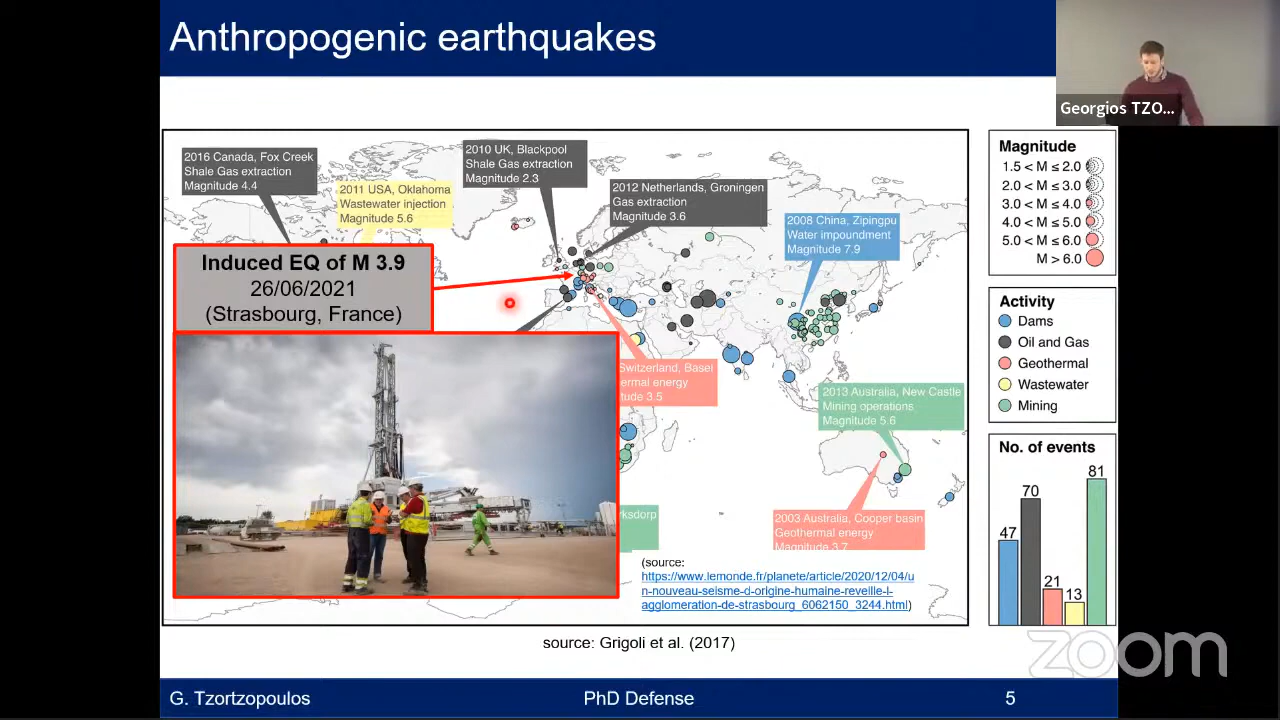 Anthropogenic earthquakes
Georgios TZO...
2016 Canada, Fox Creek
Shale Gas extraction
Magnitude 4.4
2011 USA, Oklahoma
Wastewater injection
Magnitude 5.6
2010 UK, Blackpool
Shale Gas extraction
Magnitude 2.3
2012 Netherlands, Groningen
Gas extraction
Magnitude 3.6
2008 China, Zipingpu
Water impoundment
Magnitude 7.9
Induced EQ of M 3.9
26/06/2021
(Strasbourg, France)
Switzerland, Basel
ermal energy
tude 3.5
2013 Australia, New Castle
Mining operations
Magnitude 5.6
rksdorp
2003 Australia, Cooper basin
Geothermal energy
Magnitude 3.7
(source:
https://www.lemonde.fr/planete/article/2020/12/04/u
n-nouveau-seisme-d-origine-humaine-reveille-l-
agglomeration-de-strasbourg_6062150_3244.html)
Magnitude
1.5 < M ≤ 2.0
2.0 < M ≤ 3.0
3.0 < M ≤ 4.0
4.0 < M ≤ 5.0
5.0 < M ≤ 6.0
M > 6.0
Activity
Dams
Oil and Gas
Geothermal
Wastewater
Mining
No. of events
47
70
21
13
81
source: Grigoli et al. (2017)
zoom
G. Tzortzopoulos
PhD Defense
5